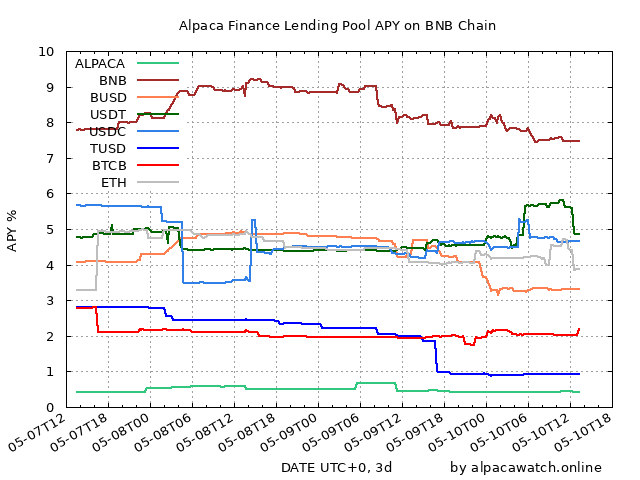 Alpaca Finance Lending Pool APY on BNB Chain
10
9
8
7
6
5
4
3
2
1
0
APY %
ALPACA
BNB
BUSD
USDT
USDC
TUSD
BTCB
ETH
05-07T12
05-07T18
05-08T00
05-08T06
05-08T12
05-08T18
05-09T00
05-09T06
05-09T12
05-09T18
05-10T00
05-10T06
05-10T12
05-10T18
DATE UTC+0, 3d
by alpacawatch.online